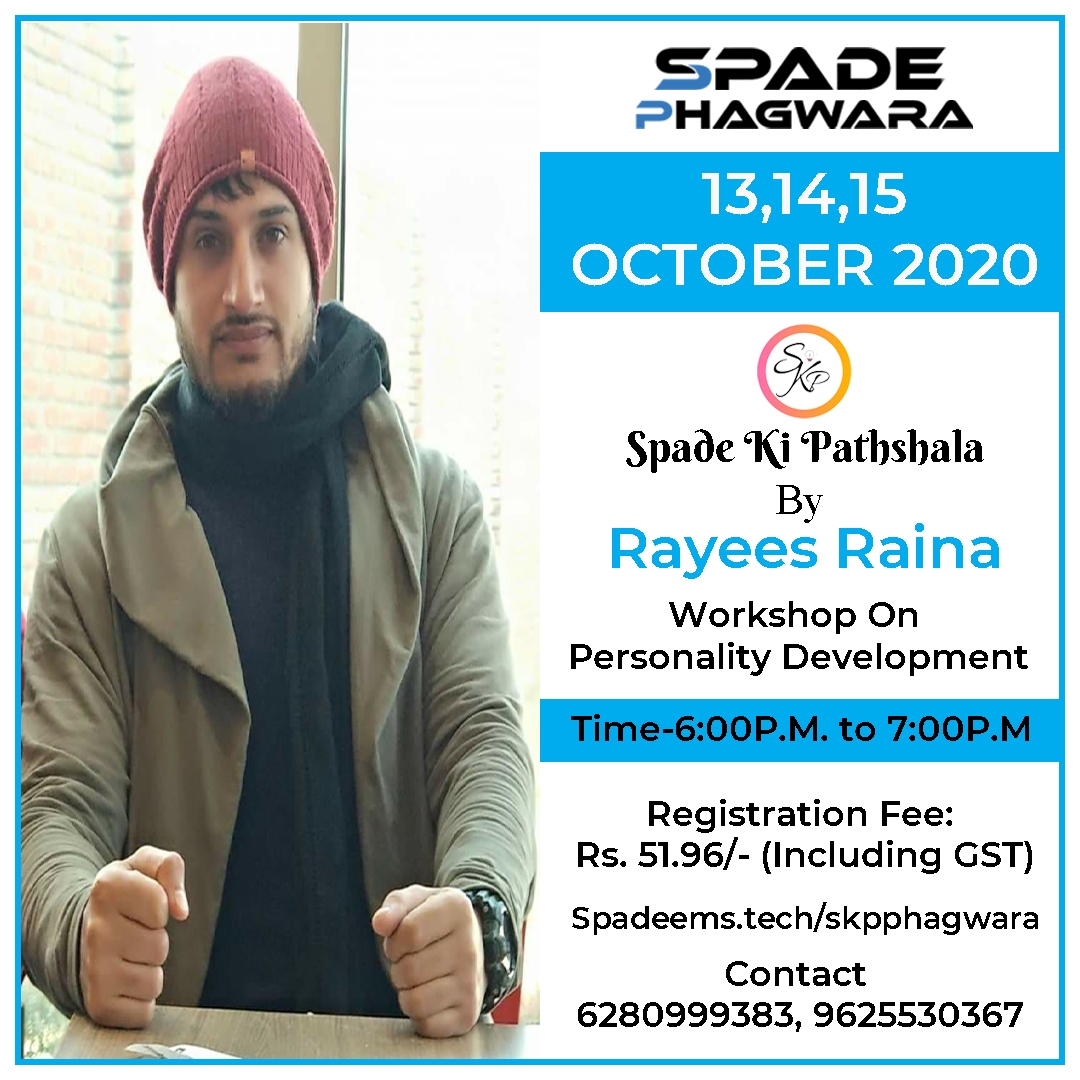 SPADE
PHAGWARA
13,14,15
OCTOBER 2020
SKP
Spade Ki Pathshala
By
Rayees Raina
Workshop On
Personality Development
Time-6:00P.M. to 7:00P.M
Registration Fee:
Rs. 51.96/- (Including GST)
Spadeems.tech/skpphagwara
Contact
6280999383, 9625530367